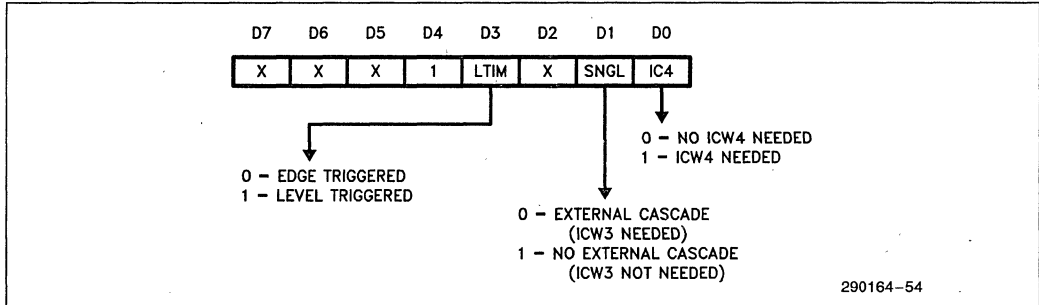 D7 D6 D5 D4 D3 D2 D1 D0
X X X 1 LTIM X SNGL IC4
0 – NO ICW4 NEEDED
1 – ICW4 NEEDED
0 – EDGE TRIGGERED
1 – LEVEL TRIGGERED
0 – EXTERNAL CASCADE
(ICW3 NEEDED)
1 – NO EXTERNAL CASCADE
(ICW3 NOT NEEDED)
290164–54